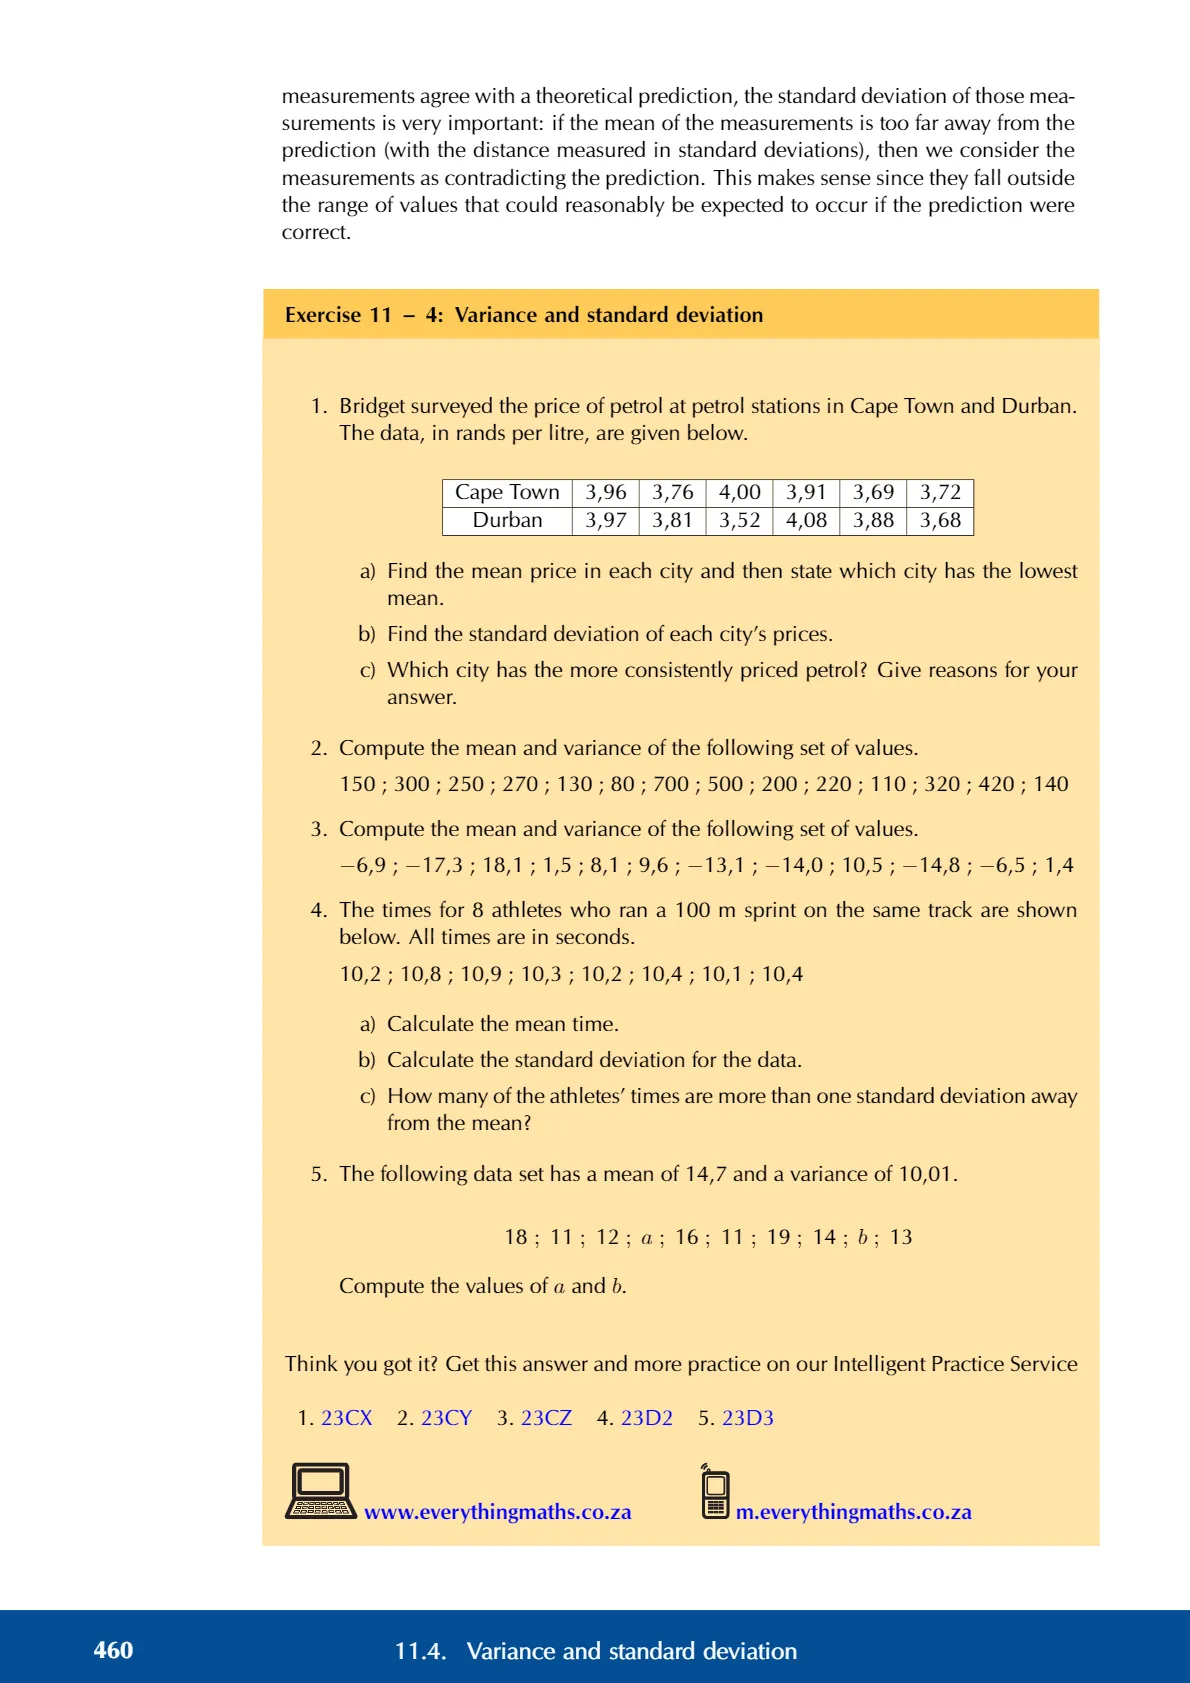 measurements agree with a theoretical prediction, the standard deviation of those mea-
surements is very important: if the mean of the measurements is too far away from the
prediction (with the distance measured in standard deviations), then we consider the
measurements as contradicting the prediction. This makes sense since they fall outside
the range of values that could reasonably be expected to occur if the prediction were
correct.
Exercise 11 – 4: Variance and standard deviation
1. Bridget surveyed the price of petrol at petrol stations in Cape Town and Durban.
The data, in rands per litre, are given below.
Cape Town 3,96 3,76 4,00 3,91 3,69 3,72
Durban 3,97 3,81 3,52 4,08 3,88 3,68
a) Find the mean price in each city and then state which city has the lowest
mean.
b) Find the standard deviation of each city's prices.
c) Which city has the more consistently priced petrol? Give reasons for your
answer.
2. Compute the mean and variance of the following set of values.
150 ; 300 ; 250 ; 270 ; 130 ; 80 ; 700 ; 500 ; 200 ; 220 ; 110 ; 320 ; 420 ; 140
3. Compute the mean and variance of the following set of values.
−6,9 ; −17,3 ; 18,1 ; 1,5 ; 8,1 ; 9,6 ; −13,1 ; −14,0 ; 10,5 ; −14,8 ; −6,5 ; 1,4
4. The times for 8 athletes who ran a 100 m sprint on the same track are shown
below. All times are in seconds.
10,2 ; 10,8 ; 10,9 ; 10,3 ; 10,2 ; 10,4 ; 10,1 ; 10,4
a) Calculate the mean time.
b) Calculate the standard deviation for the data.
c) How many of the athletes' times are more than one standard deviation away
from the mean?
5. The following data set has a mean of 14,7 and a variance of 10,01.
18 ; 11 ; 12 ; a ; 16 ; 11 ; 19 ; 14 ; b ; 13
Compute the values of a and b.
Think you got it? Get this answer and more practice on our Intelligent Practice Service
1. 23CX 2. 23CY 3. 23CZ 4. 23D2 5. 23D3
www.everythingmaths.co.za m.everythingmaths.co.za
460 11.4. Variance and standard deviation